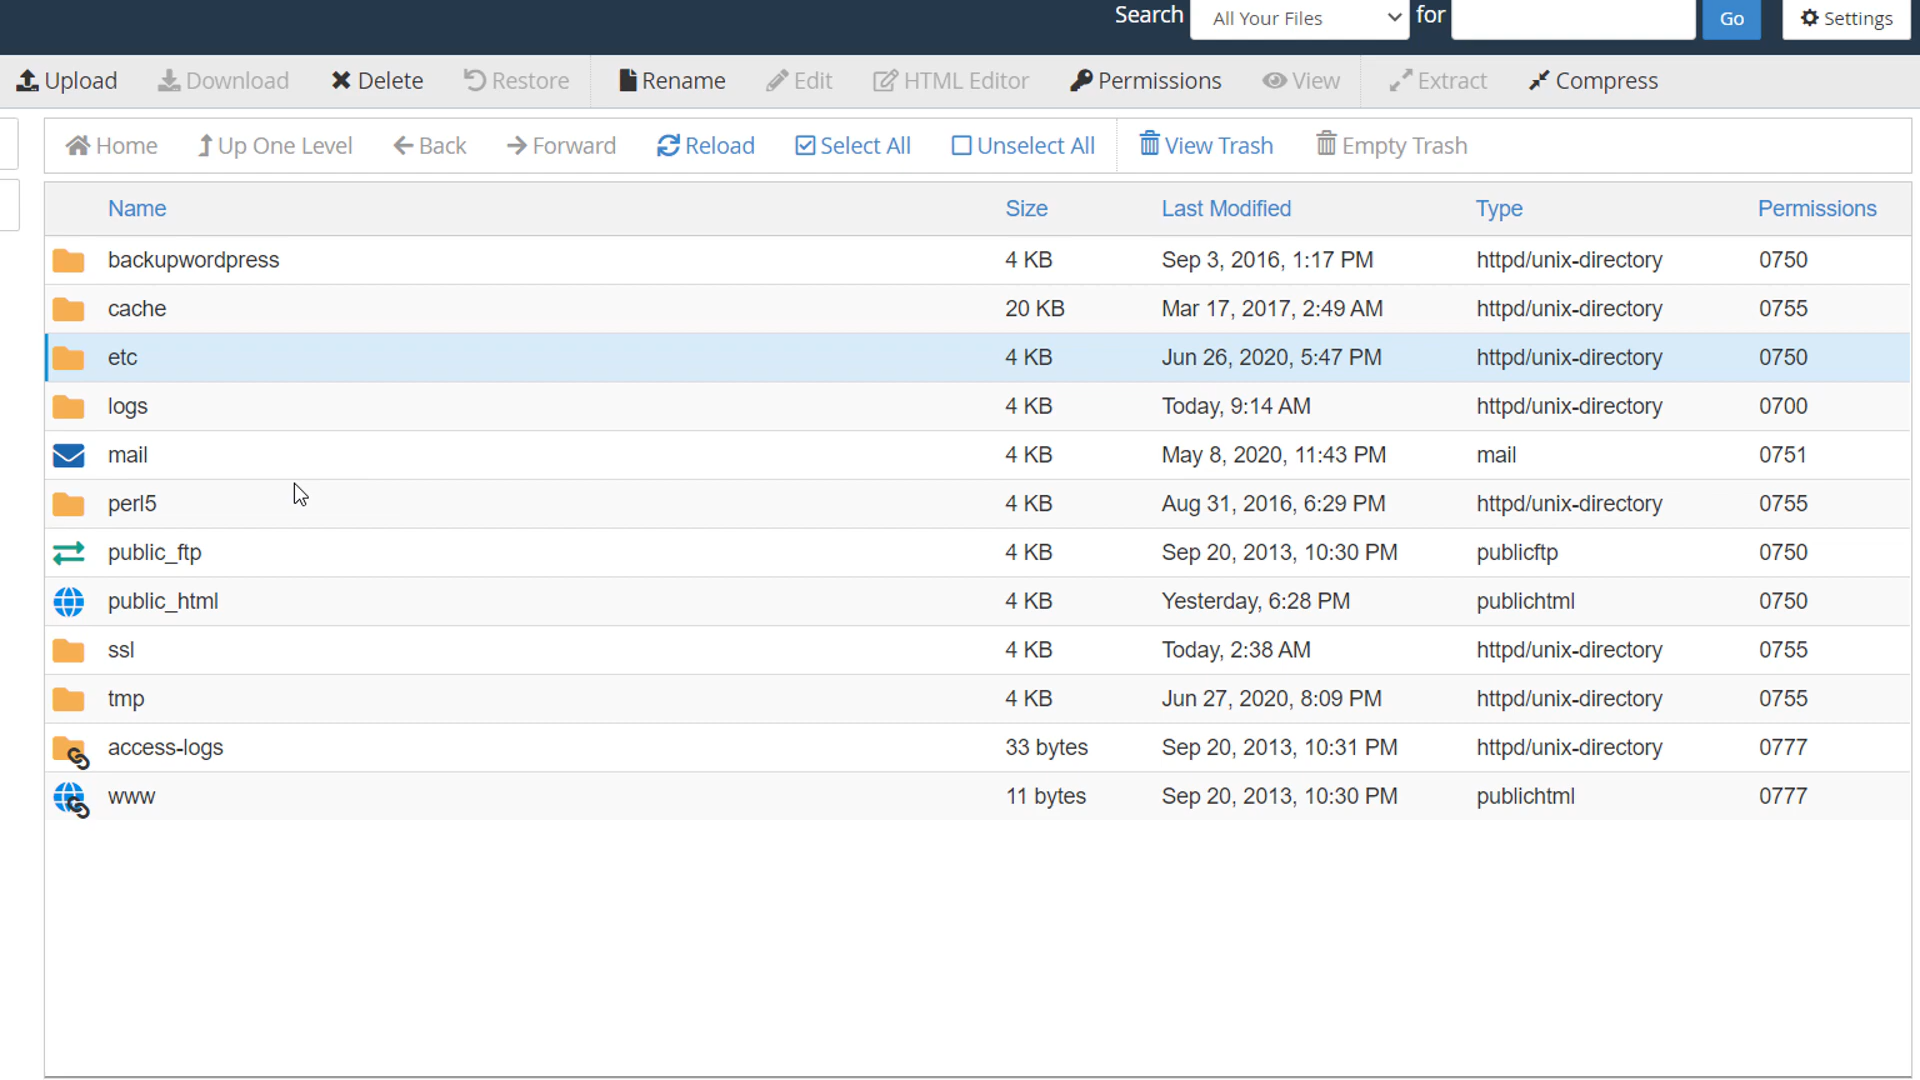 Search All Your Files for Go Settings
Upload Download Delete Restore Rename Edit HTML Editor Permissions View Extract Compress
Home Up One Level Back Forward Reload Select All Unselect All View Trash Empty Trash
Name Size Last Modified Type Permissions
backupwordpress 4 KB Sep 3, 2016, 1:17 PM httpd/unix-directory 0750
cache 20 KB Mar 17, 2017, 2:49 AM httpd/unix-directory 0755
etc 4 KB Jun 26, 2020, 5:47 PM httpd/unix-directory 0750
logs 4 KB Today, 9:14 AM httpd/unix-directory 0700
mail 4 KB May 8, 2020, 11:43 PM mail 0751
perl5 4 KB Aug 31, 2016, 6:29 PM httpd/unix-directory 0755
public_ftp 4 KB Sep 20, 2013, 10:30 PM publicftp 0750
public_html 4 KB Yesterday, 6:28 PM publichtml 0750
ssl 4 KB Today, 2:38 AM httpd/unix-directory 0755
tmp 4 KB Jun 27, 2020, 8:09 PM httpd/unix-directory 0755
access-logs 33 bytes Sep 20, 2013, 10:31 PM httpd/unix-directory 0777
www 11 bytes Sep 20, 2013, 10:30 PM publichtml 0777